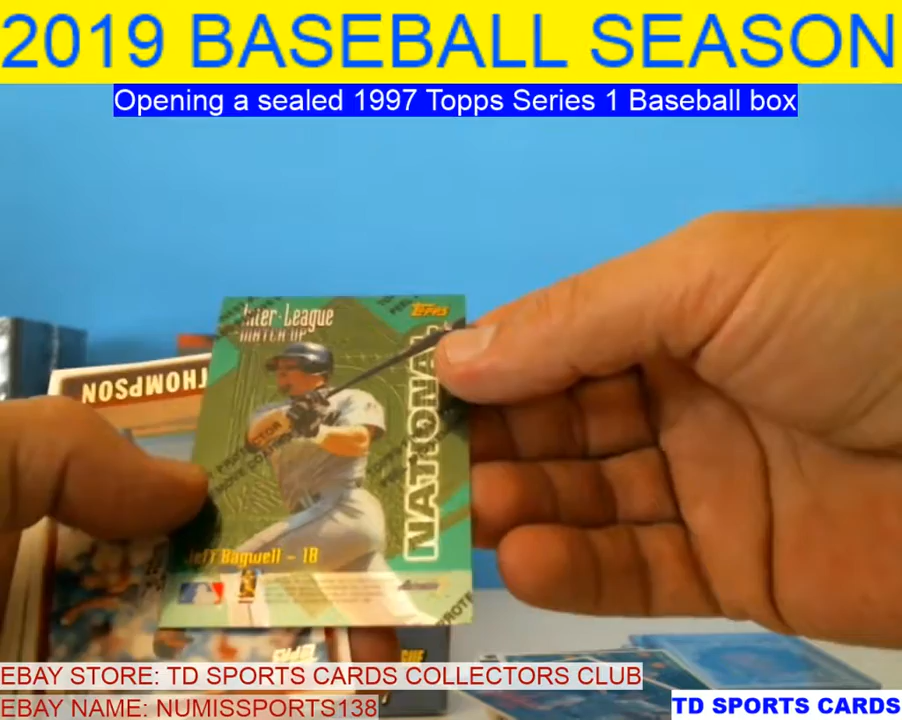 2019 BASEBALL SEASON
Opening a sealed 1997 Topps Series 1 Baseball box
Inter-League
MATCH UP
TOPPS
NATIONAL
THOMPSON
PROTECTOR
Jeff Bagwell - 1B
EBAY STORE: TD SPORTS CARDS COLLECTORS CLUB
EBAY NAME: NUMISSPORTS138
TD SPORTS CARDS